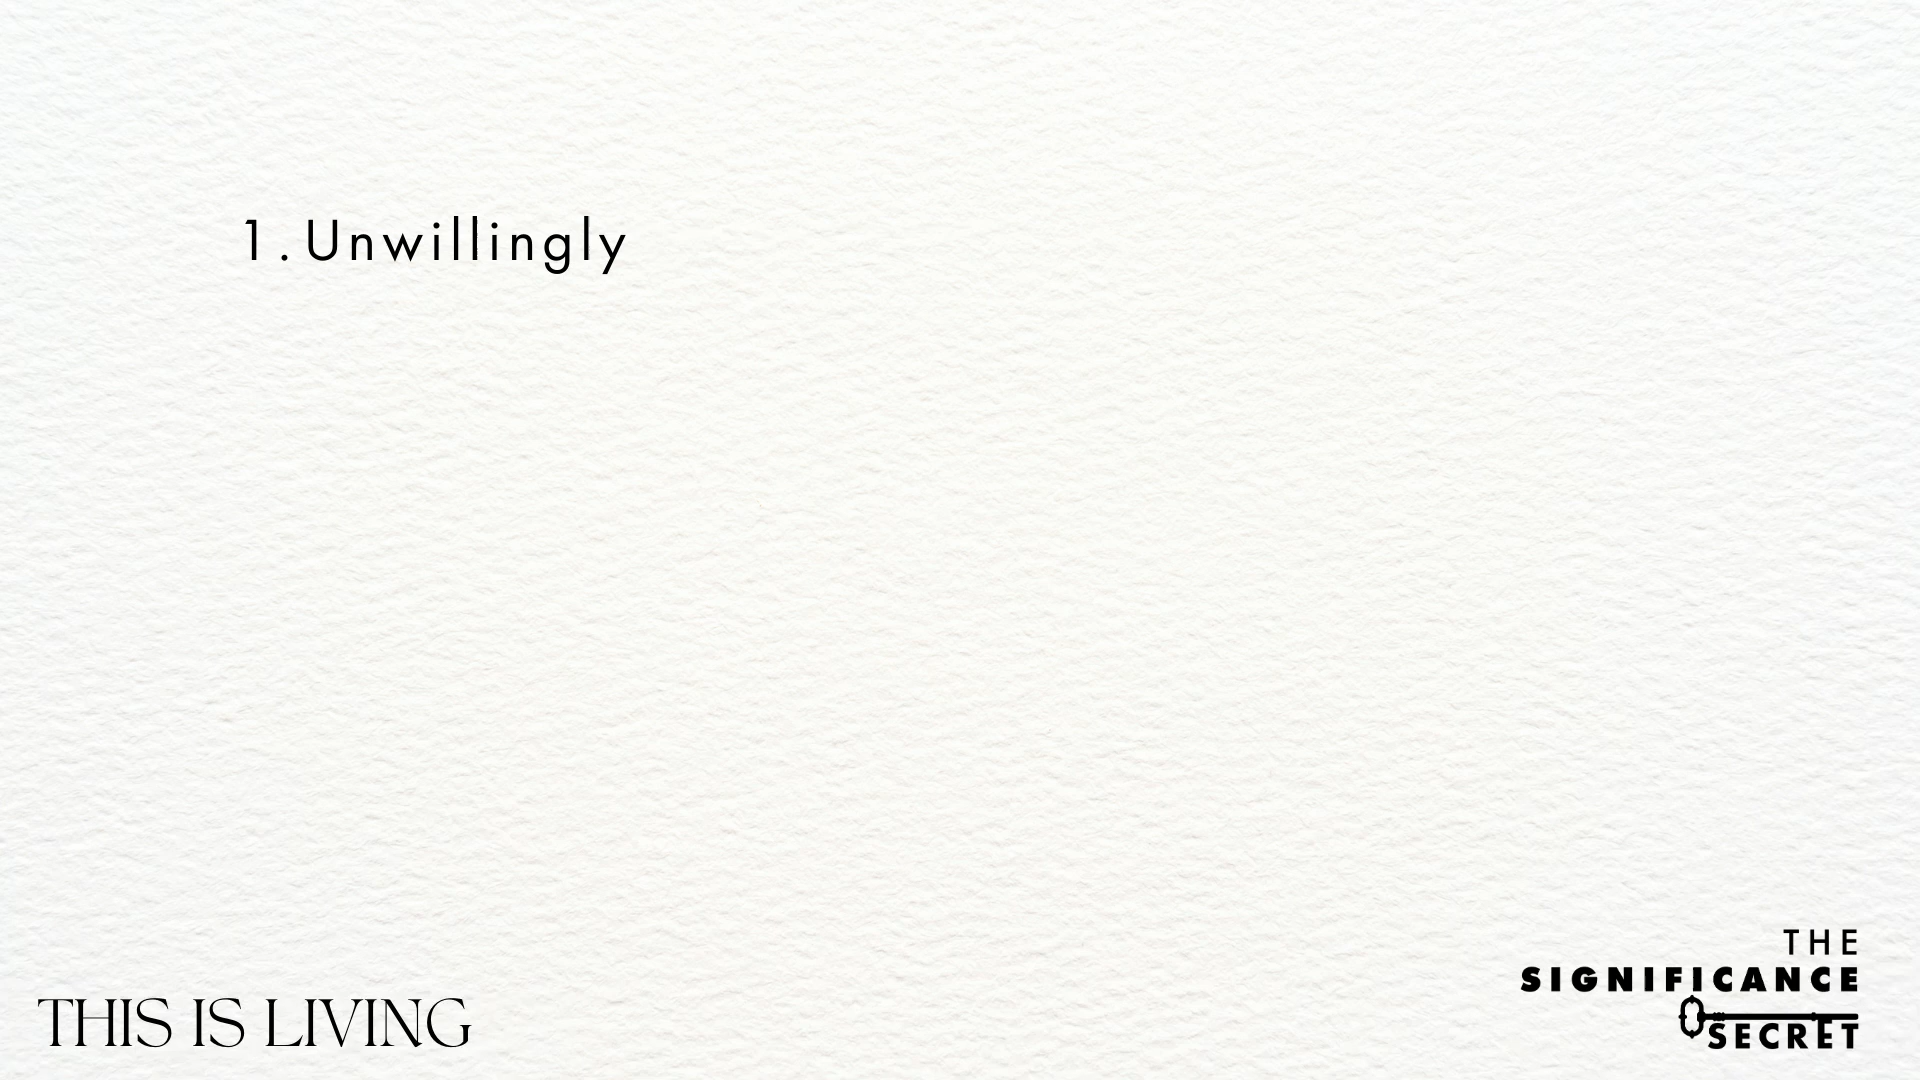 1. Unwillingly
THIS IS LIVING
THE
SIGNIFICANCE
SECRET